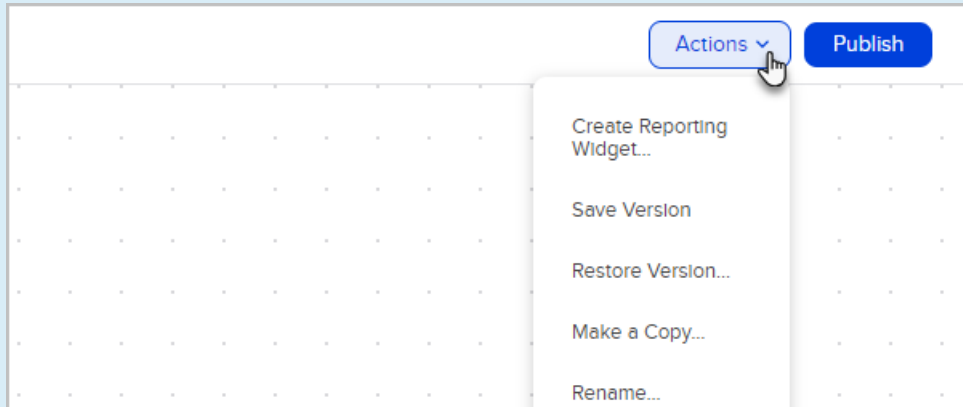 Actions Publish
Create Reporting
Widget...
Save Version
Restore Version...
Make a Copy...
Rename...